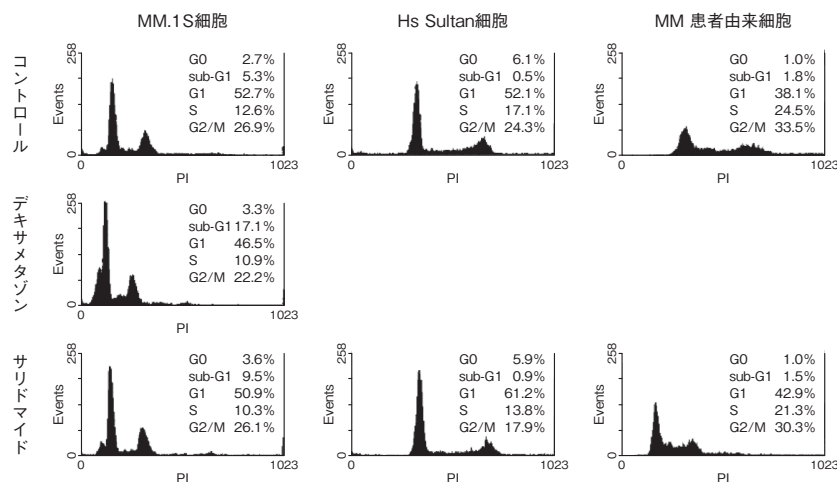 MM.1S細胞
Hs Sultan細胞
MM 患者由来細胞
コントロール
258
Events
0
0
1023
PI
G0 2.7%
sub-G1 5.3%
G1 52.7%
S 12.6%
G2/M 26.9%
258
Events
0
0
1023
PI
G0 6.1%
sub-G1 0.5%
G1 52.1%
S 17.1%
G2/M 24.3%
258
Events
0
0
1023
PI
G0 1.0%
sub-G1 1.8%
G1 38.1%
S 24.5%
G2/M 33.5%
デキサメタゾン
258
Events
0
0
1023
PI
G0 3.3%
sub-G1 17.1%
G1 46.5%
S 10.9%
G2/M 22.2%
サリドマイド
258
Events
0
0
1023
PI
G0 3.6%
sub-G1 9.5%
G1 50.9%
S 10.3%
G2/M 26.1%
258
Events
0
0
1023
PI
G0 5.9%
sub-G1 0.9%
G1 61.2%
S 13.8%
G2/M 17.9%
258
Events
0
0
1023
PI
G0 1.0%
sub-G1 1.5%
G1 42.9%
S 21.3%
G2/M 30.3%